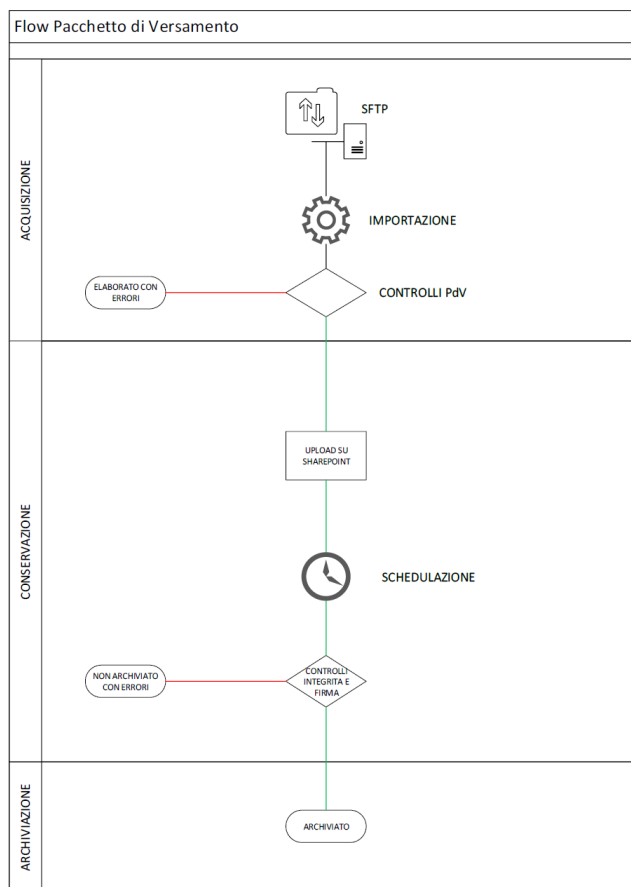 Flow Pacchetto di Versamento
ACQUISIZIONE
SFTP
IMPORTAZIONE
ELABORATO CON
ERRORI
CONTROLLI PdV
CONSERVAZIONE
UPLOAD SU
SHAREPOINT
SCHEDULAZIONE
NON ARCHIVIATO
CON ERRORI
CONTROLLI
INTEGRITA E
FIRMA
ARCHIVIAZIONE
ARCHIVIATO